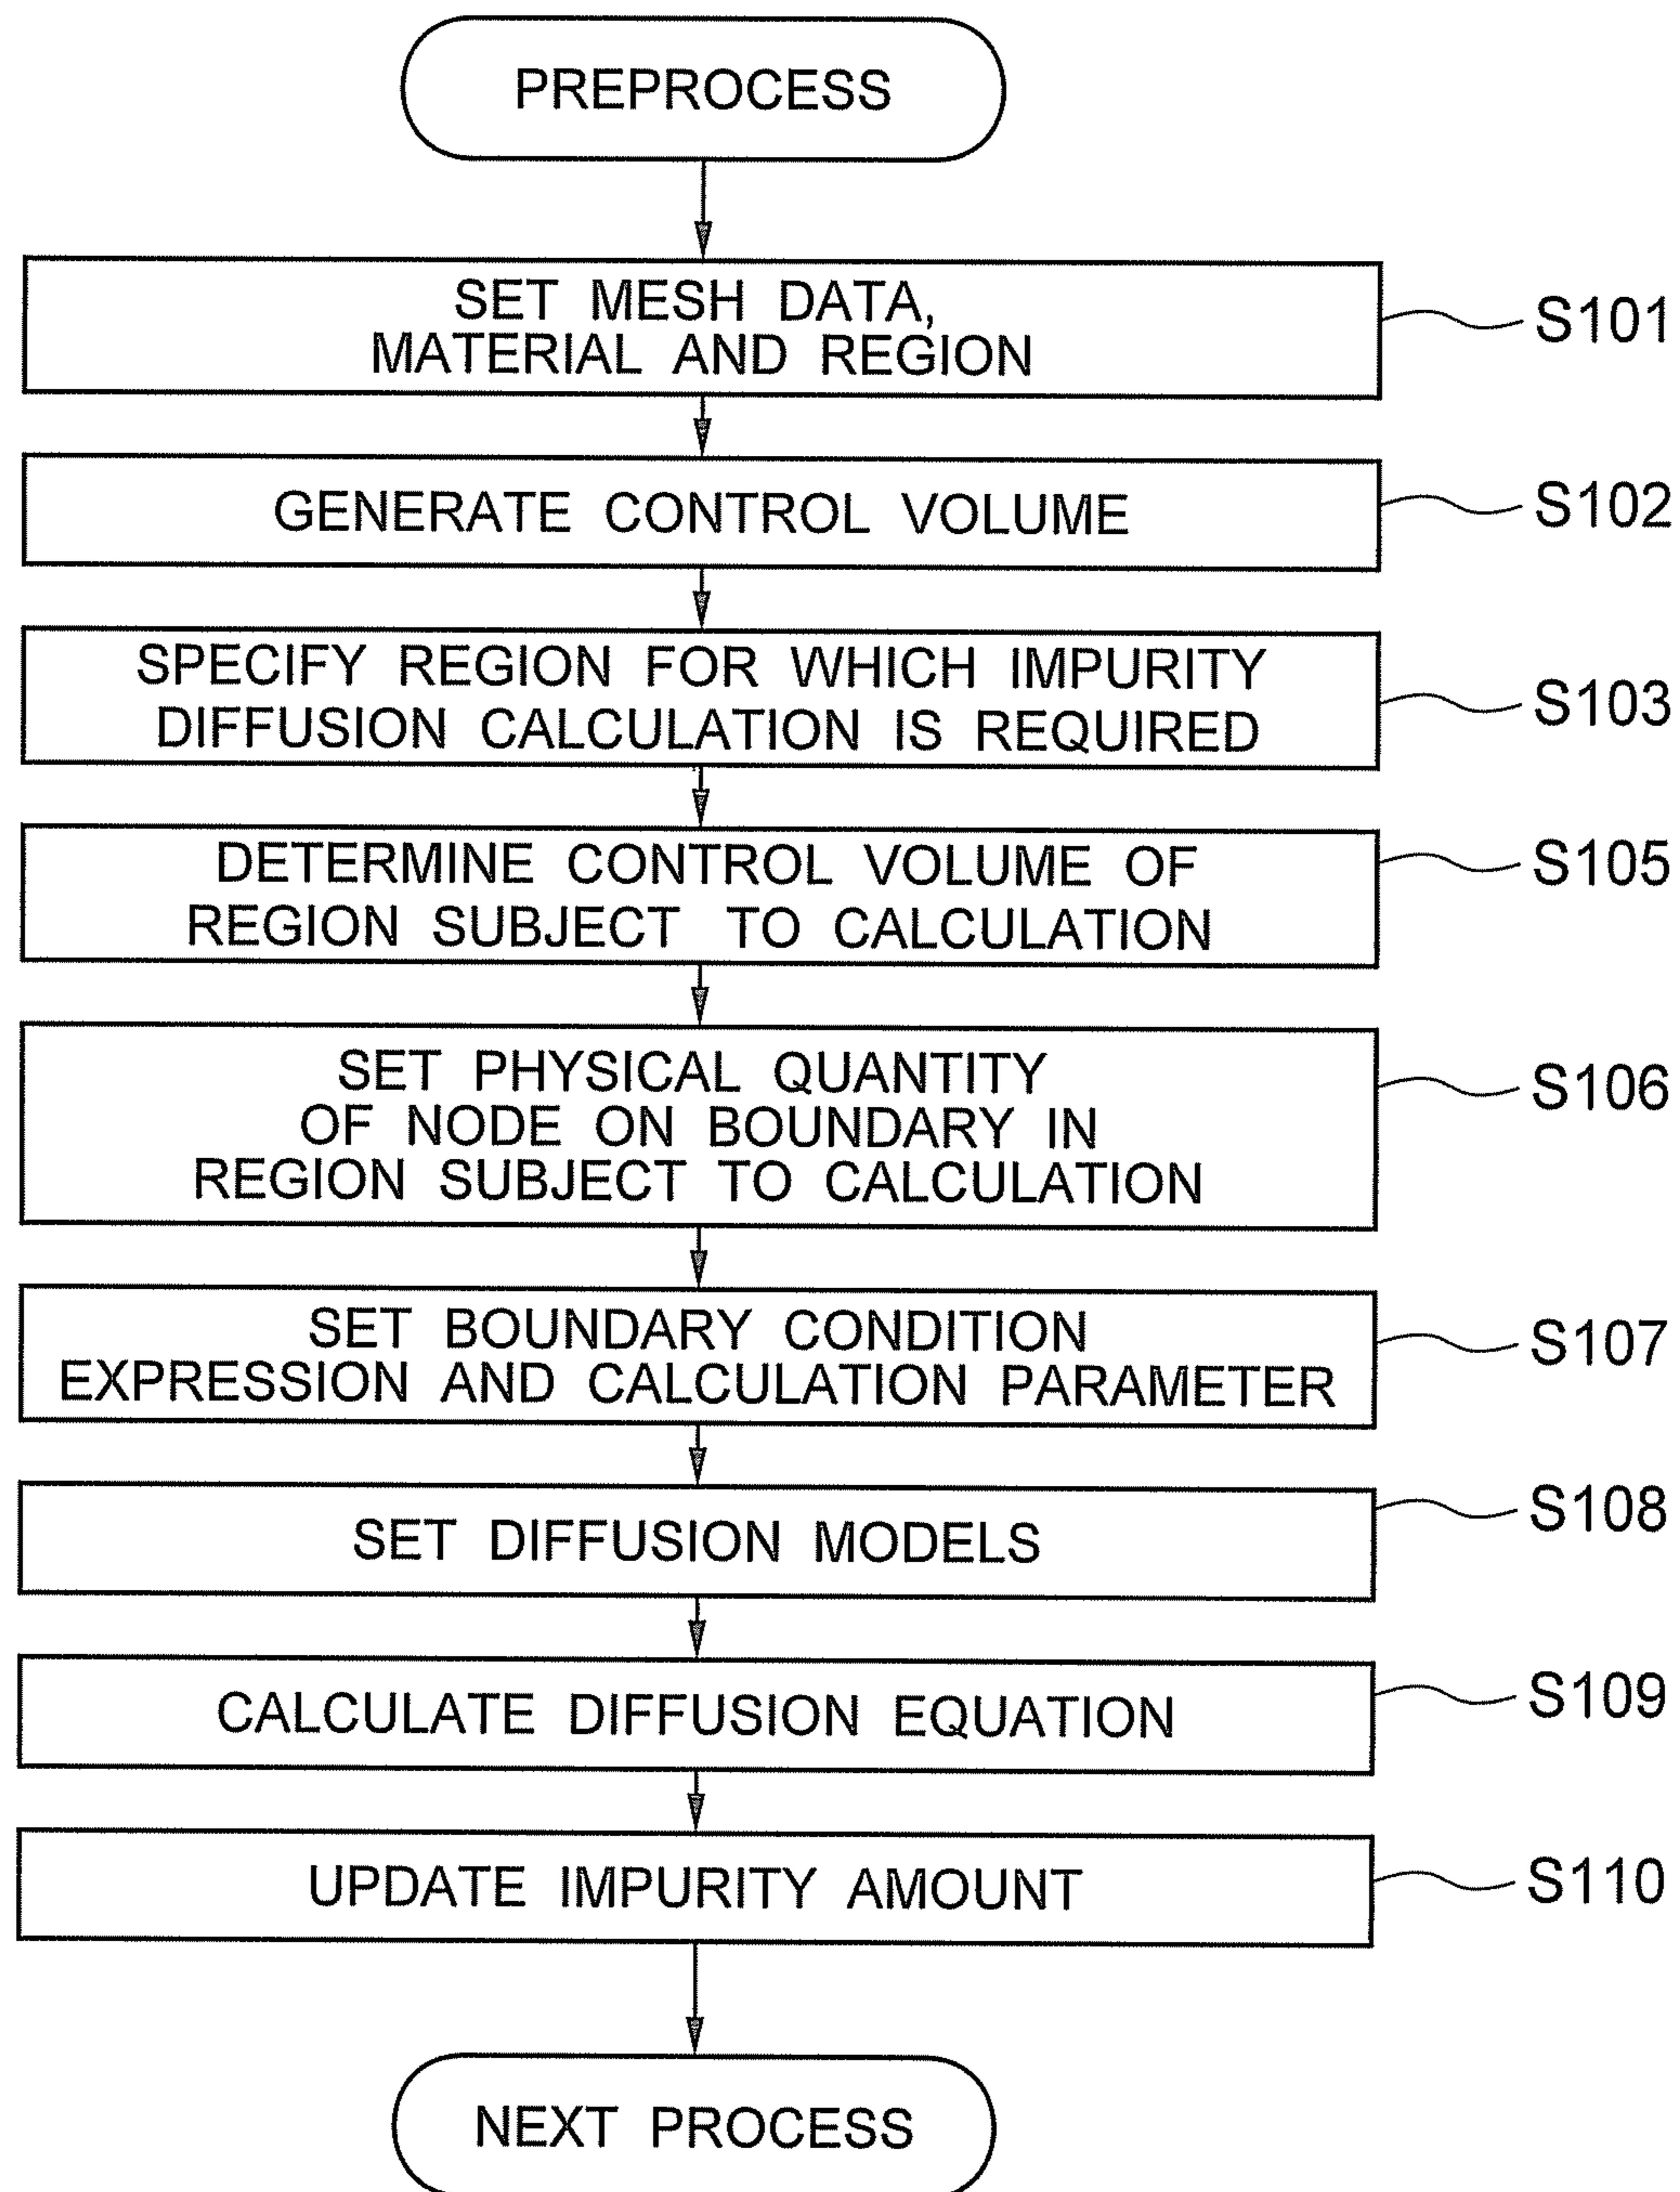 PREPROCESS
SET MESH DATA,
MATERIAL AND REGION
S101
GENERATE CONTROL VOLUME
S102
SPECIFY REGION FOR WHICH IMPURITY
DIFFUSION CALCULATION IS REQUIRED
S103
DETERMINE CONTROL VOLUME OF
REGION SUBJECT TO CALCULATION
S105
SET PHYSICAL QUANTITY
OF NODE ON BOUNDARY IN
REGION SUBJECT TO CALCULATION
S106
SET BOUNDARY CONDITION
EXPRESSION AND CALCULATION PARAMETER
S107
SET DIFFUSION MODELS
S108
CALCULATE DIFFUSION EQUATION
S109
UPDATE IMPURITY AMOUNT
S110
NEXT PROCESS